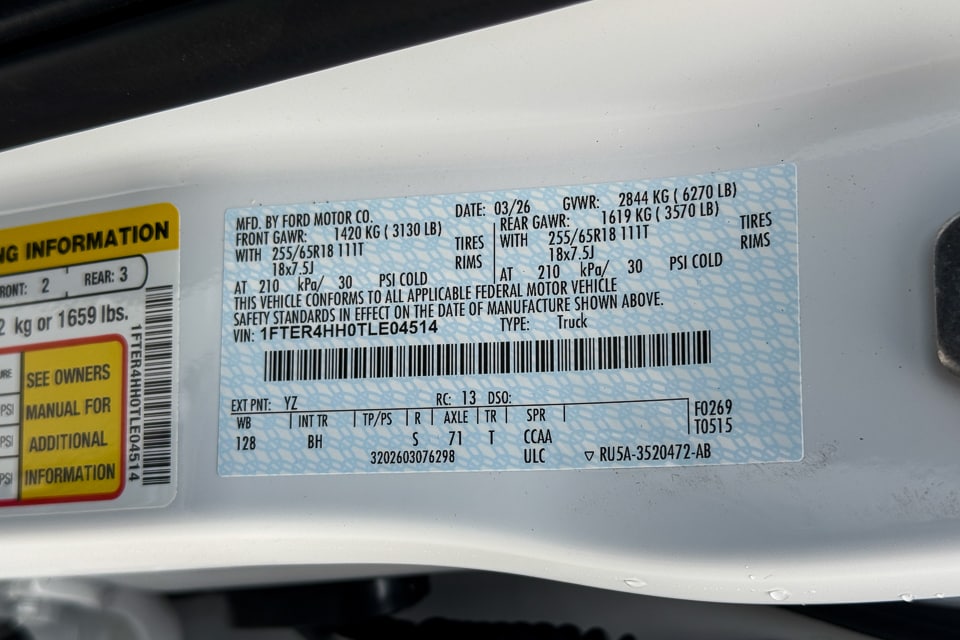 NG INFORMATION
RONT: 2 REAR: 3
2 kg or 1659 lbs.
SEE OWNERS
PSI MANUAL FOR
PSI ADDITIONAL
PSI INFORMATION
1FTER4HH0TLE04514
MFD. BY FORD MOTOR CO. DATE: 03/26 GVWR: 2844 KG ( 6270 LB)
FRONT GAWR: 1420 KG ( 3130 LB) REAR GAWR: 1619 KG ( 3570 LB)
WITH 255/65R18 111T TIRES WITH 255/65R18 111T TIRES
18x7.5J RIMS 18x7.5J RIMS
AT 210 kPa/ 30 PSI COLD AT 210 kPa/ 30 PSI COLD
THIS VEHICLE CONFORMS TO ALL APPLICABLE FEDERAL MOTOR VEHICLE
SAFETY STANDARDS IN EFFECT ON THE DATE OF MANUFACTURE SHOWN ABOVE.
VIN: 1FTER4HH0TLE04514 TYPE: Truck
EXT PNT: YZ RC: 13 DSO:
WB INT TR TP/PS R AXLE TR SPR F0269
128 BH S 71 T CCAA T0515
3202603076298 ULC ▽ RU5A-3520472-AB